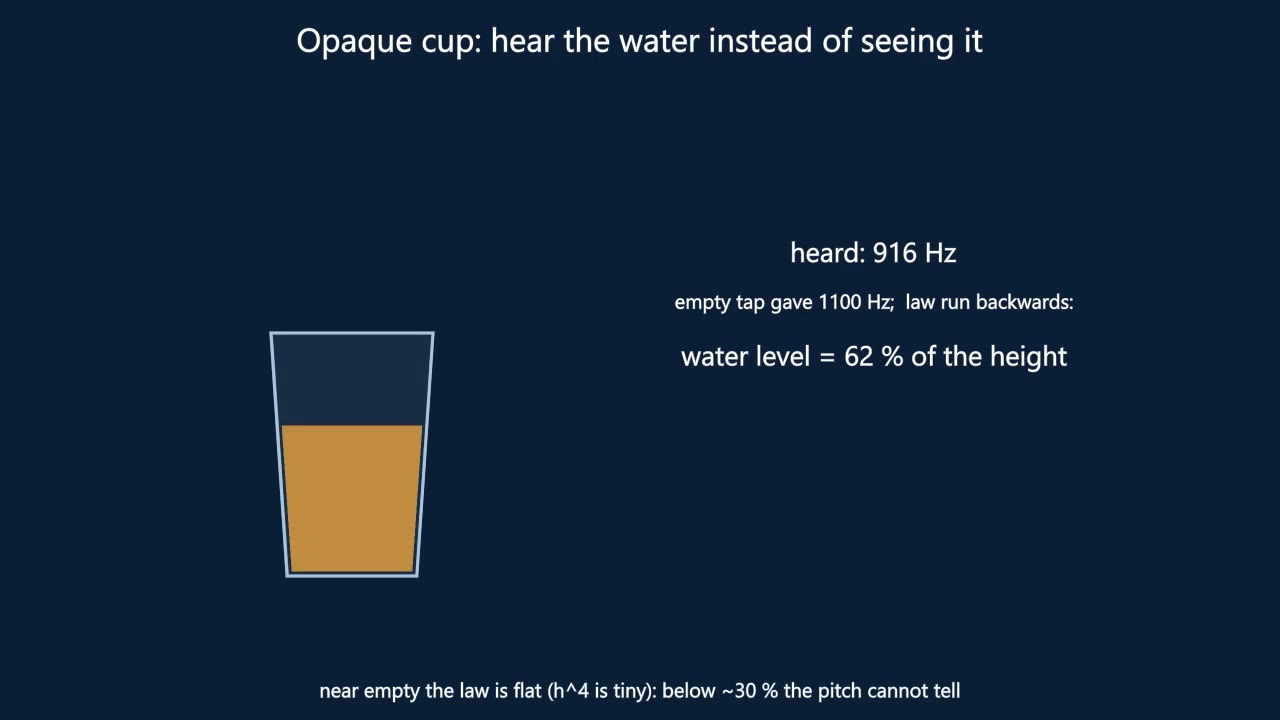 Opaque cup: hear the water instead of seeing it
heard: 916 Hz
empty tap gave 1100 Hz;  law run backwards:
water level = 62 % of the height
near empty the law is flat (h^4 is tiny): below ~30 % the pitch cannot tell